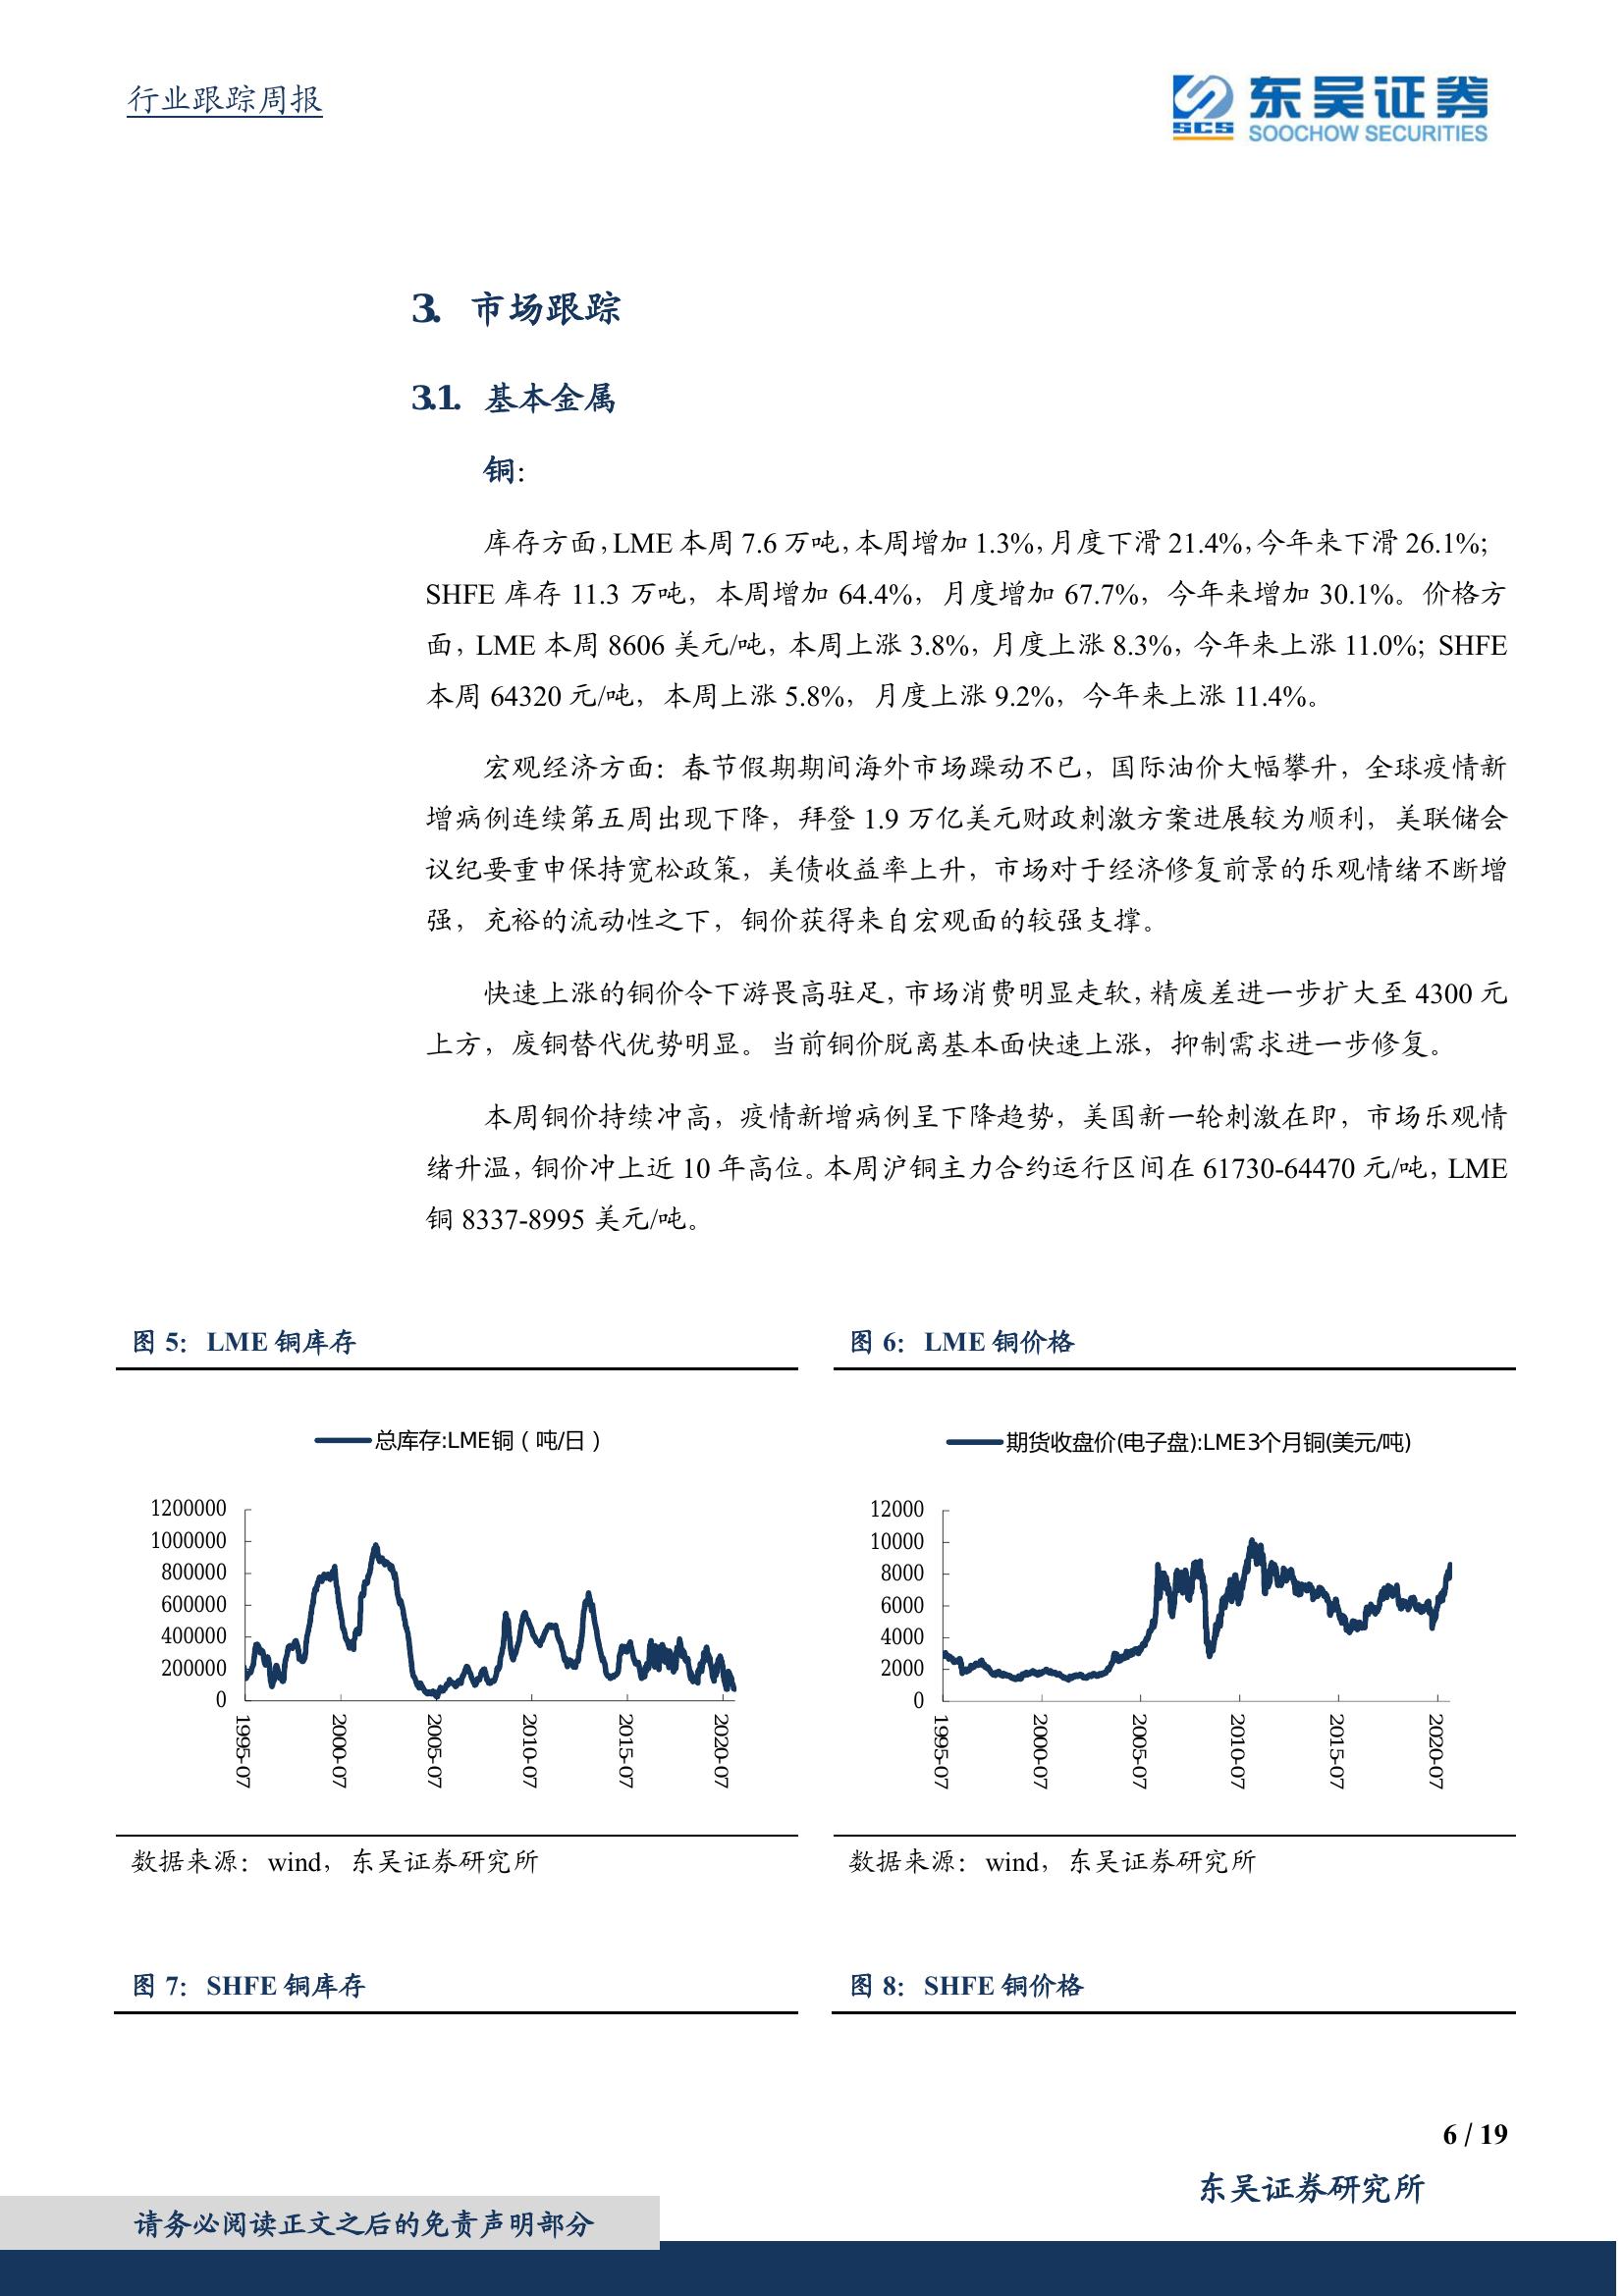 行业跟踪周报
东吴证券
SCS
SOOCHOW SECURITIES
3. 市场跟踪
3.1. 基本金属
铜：
库存方面，LME 本周 7.6 万吨，本周增加 1.3%，月度下滑 21.4%，今年来下滑 26.1%；
SHFE 库存 11.3 万吨，本周增加 64.4%，月度增加 67.7%，今年来增加 30.1%。价格方
面，LME 本周 8606 美元/吨，本周上涨 3.8%，月度上涨 8.3%，今年来上涨 11.0%；SHFE
本周 64320 元/吨，本周上涨 5.8%，月度上涨 9.2%，今年来上涨 11.4%。
宏观经济方面：春节假期期间海外市场躁动不已，国际油价大幅攀升，全球疫情新
增病例连续第五周出现下降，拜登 1.9 万亿美元财政刺激方案进展较为顺利，美联储会
议纪要重申保持宽松政策，美债收益率上升，市场对于经济修复前景的乐观情绪不断增
强，充裕的流动性之下，铜价获得来自宏观面的较强支撑。
快速上涨的铜价令下游畏高驻足，市场消费明显走软，精废差进一步扩大至 4300 元
上方，废铜替代优势明显。当前铜价脱离基本面快速上涨，抑制需求进一步修复。
本周铜价持续冲高，疫情新增病例呈下降趋势，美国新一轮刺激在即，市场乐观情
绪升温，铜价冲上近 10 年高位。本周沪铜主力合约运行区间在 61730-64470 元/吨，LME
铜 8337-8995 美元/吨。
图 5： LME 铜库存
总库存:LME铜（吨/日）
1200000
1000000
800000
600000
400000
200000
0
1995-07
2000-07
2005-07
2010-07
2015-07
2020-07
数据来源：wind，东吴证券研究所
图 6： LME 铜价格
期货收盘价(电子盘):LME3个月铜(美元/吨)
12000
10000
8000
6000
4000
2000
0
1995-07
2000-07
2005-07
2010-07
2015-07
2020-07
数据来源：wind，东吴证券研究所
图 7： SHFE 铜库存
图 8： SHFE 铜价格
6 / 19
东吴证券研究所
请务必阅读正文之后的免责声明部分